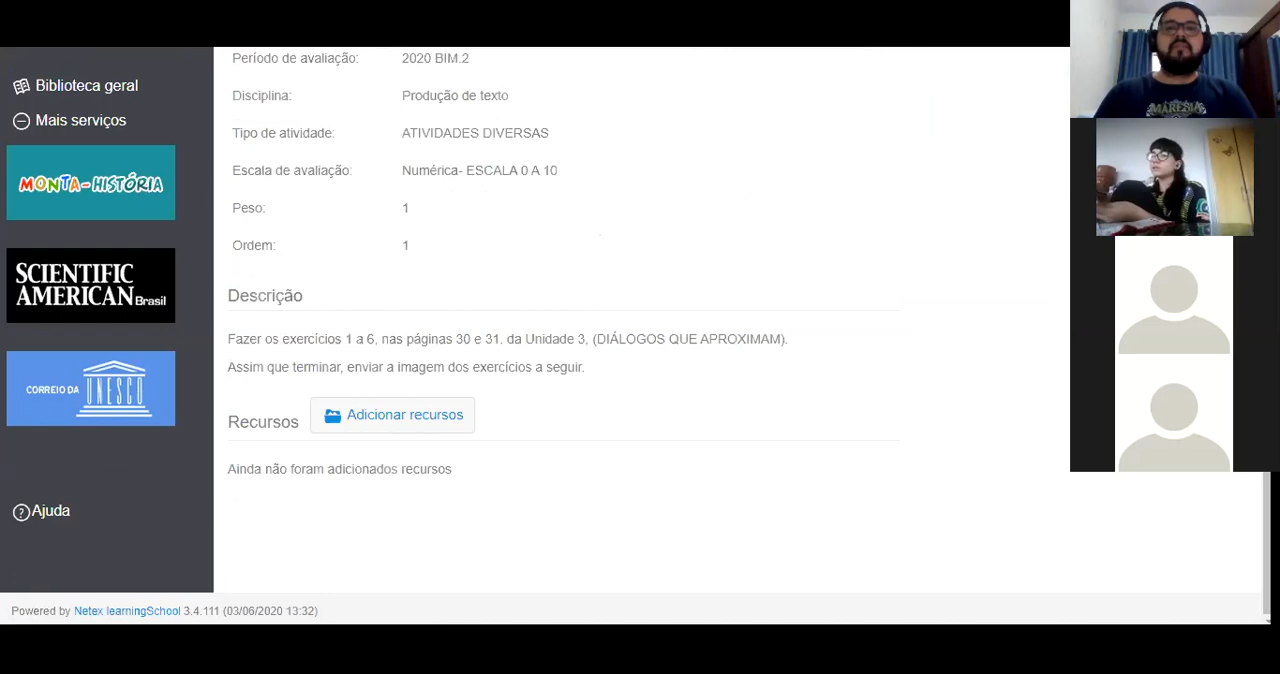 Biblioteca geral
Mais serviços
MONTA-HISTÓRIA
SCIENTIFIC
AMERICAN Brasil
CORREIO DA UNESCO
Ajuda
Período de avaliação: 2020 BIM.2
Disciplina: Produção de texto
Tipo de atividade: ATIVIDADES DIVERSAS
Escala de avaliação: Numérica- ESCALA 0 A 10
Peso: 1
Ordem: 1
Descrição
Fazer os exercícios 1 a 6, nas páginas 30 e 31. da Unidade 3, (DIÁLOGOS QUE APROXIMAM).
Assim que terminar, enviar a imagem dos exercícios a seguir.
Recursos Adicionar recursos
Ainda não foram adicionados recursos
Powered by Netex learningSchool 3.4.111 (03/06/2020 13:32)
MARESIA